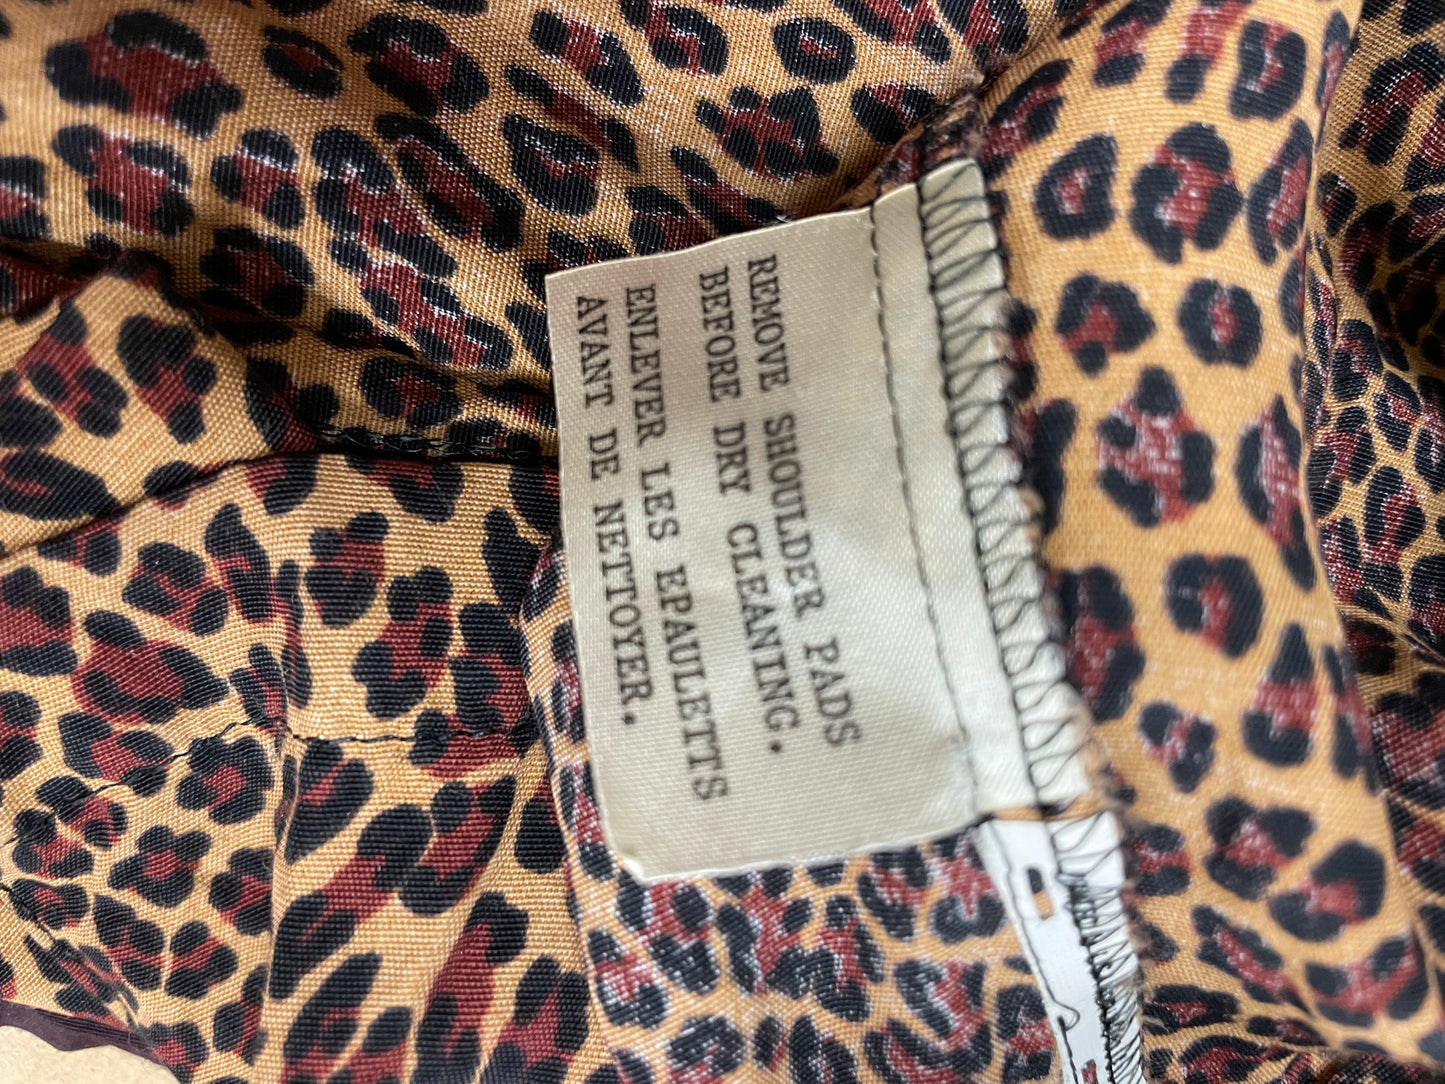 REMOVE SHOULDER PADS
BEFORE DRY CLEANING.
ENLEVER LES EPAULETTS
AVANT DE NETTOYER.